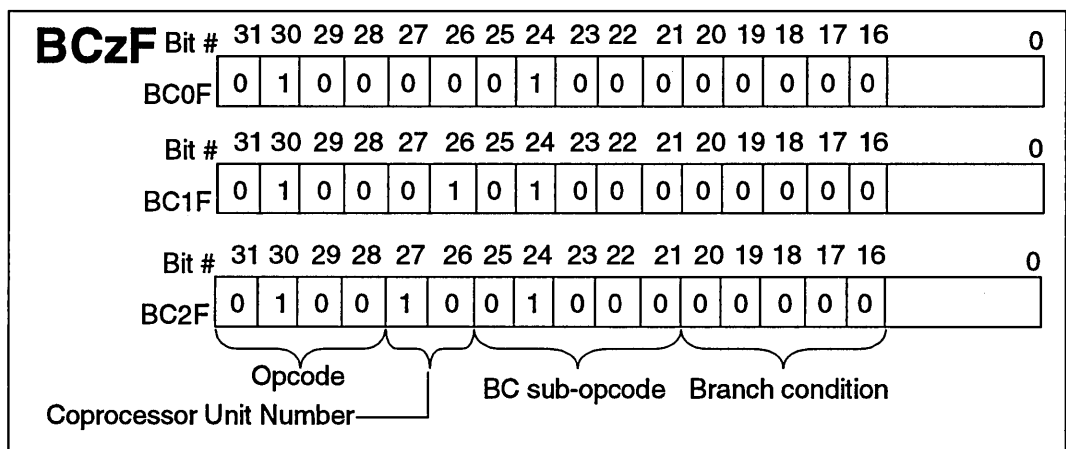 BCzF Bit # 31 30 29 28 27 26 25 24 23 22 21 20 19 18 17 16 0
BC0F 0 1 0 0 0 0 0 1 0 0 0 0 0 0 0 0
Bit # 31 30 29 28 27 26 25 24 23 22 21 20 19 18 17 16 0
BC1F 0 1 0 0 0 1 0 1 0 0 0 0 0 0 0 0
Bit # 31 30 29 28 27 26 25 24 23 22 21 20 19 18 17 16 0
BC2F 0 1 0 0 1 0 0 1 0 0 0 0 0 0 0 0
Opcode BC sub-opcode Branch condition
Coprocessor Unit Number